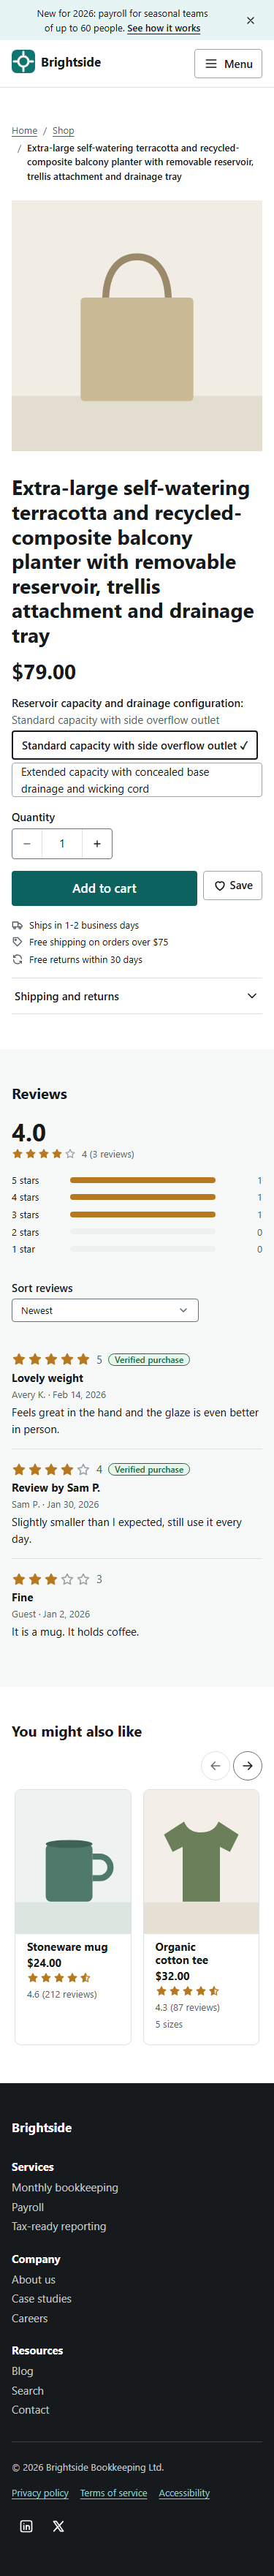 New for 2026: payroll for seasonal teams
of up to 60 people. See how it works
Brightside
Menu
Home / Shop
/ Extra-large self-watering terracotta and recycled-
composite balcony planter with removable reservoir,
trellis attachment and drainage tray
Extra-large self-watering
terracotta and recycled-
composite balcony
planter with removable
reservoir, trellis
attachment and drainage
tray
$79.00
Reservoir capacity and drainage configuration:
Standard capacity with side overflow outlet
Standard capacity with side overflow outlet ✓
Extended capacity with concealed base
drainage and wicking cord
Quantity
− 1 +
Add to cart
Save
Ships in 1-2 business days
Free shipping on orders over $75
Free returns within 30 days
Shipping and returns
Reviews
4.0
4 (3 reviews)
5 stars 1
4 stars 1
3 stars 1
2 stars 0
1 star 0
Sort reviews
Newest
5 Verified purchase
Lovely weight
Avery K. · Feb 14, 2026
Feels great in the hand and the glaze is even better
in person.
4 Verified purchase
Review by Sam P.
Sam P. · Jan 30, 2026
Slightly smaller than I expected, still use it every
day.
3
Fine
Guest · Jan 2, 2026
It is a mug. It holds coffee.
You might also like
Stoneware mug
$24.00
4.6 (212 reviews)
Organic
cotton tee
$32.00
4.3 (87 reviews)
5 sizes
Brightside
Services
Monthly bookkeeping
Payroll
Tax-ready reporting
Company
About us
Case studies
Careers
Resources
Blog
Search
Contact
© 2026 Brightside Bookkeeping Ltd.
Privacy policy Terms of service Accessibility